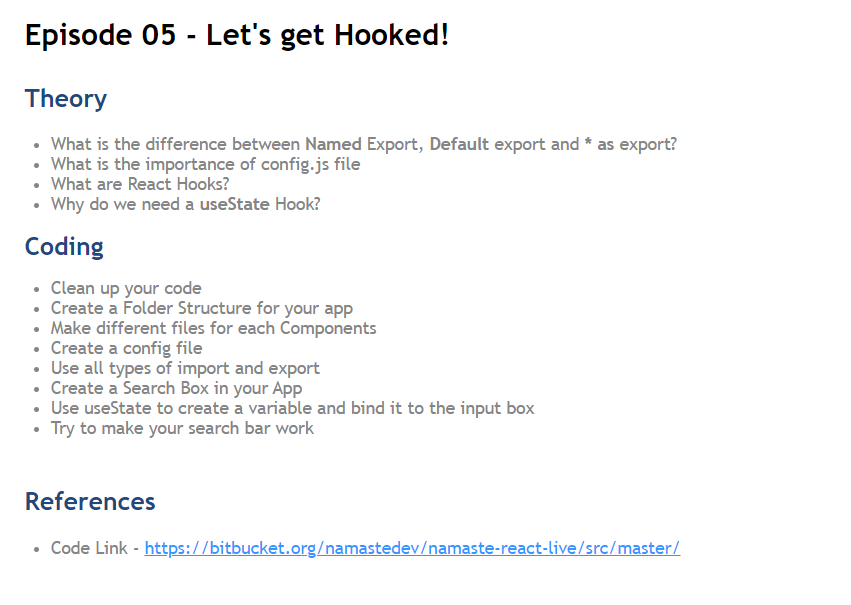 Episode 05 - Let's get Hooked!
Theory
• What is the difference between Named Export, Default export and * as export?
• What is the importance of config.js file
• What are React Hooks?
• Why do we need a useState Hook?
Coding
• Clean up your code
• Create a Folder Structure for your app
• Make different files for each Components
• Create a config file
• Use all types of import and export
• Create a Search Box in your App
• Use useState to create a variable and bind it to the input box
• Try to make your search bar work
References
• Code Link - https://bitbucket.org/namastedev/namaste-react-live/src/master/